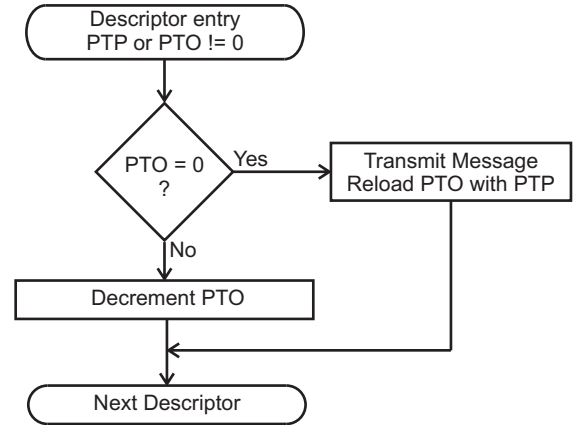 Descriptor entry
PTP or PTO != 0
PTO = 0
?
Yes
Transmit Message
Reload PTO with PTP
No
Decrement PTO
Next Descriptor